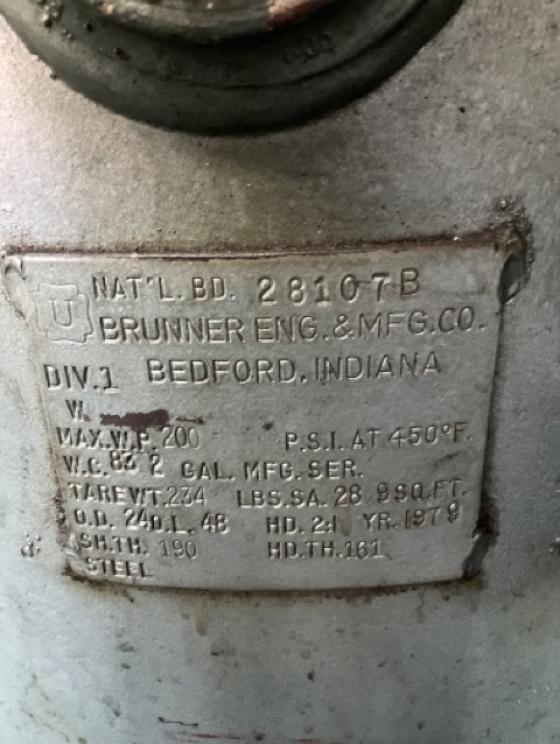 NAT'L. BD. 28107B
U BRUNNER ENG. & MFG. CO.
DIV. 1 BEDFORD, INDIANA
W.
MAX. W.P. 200 P.S.I. AT 450°F.
W.C. 83 2 GAL. MFG. SER.
TARE WT. 234 LBS. SA. 28 9 SQ. FT.
O.D. 24 O.L. 48 HD. 2:1 YR. 1979
SH. TH. 190 HD. TH. 161
STEEL